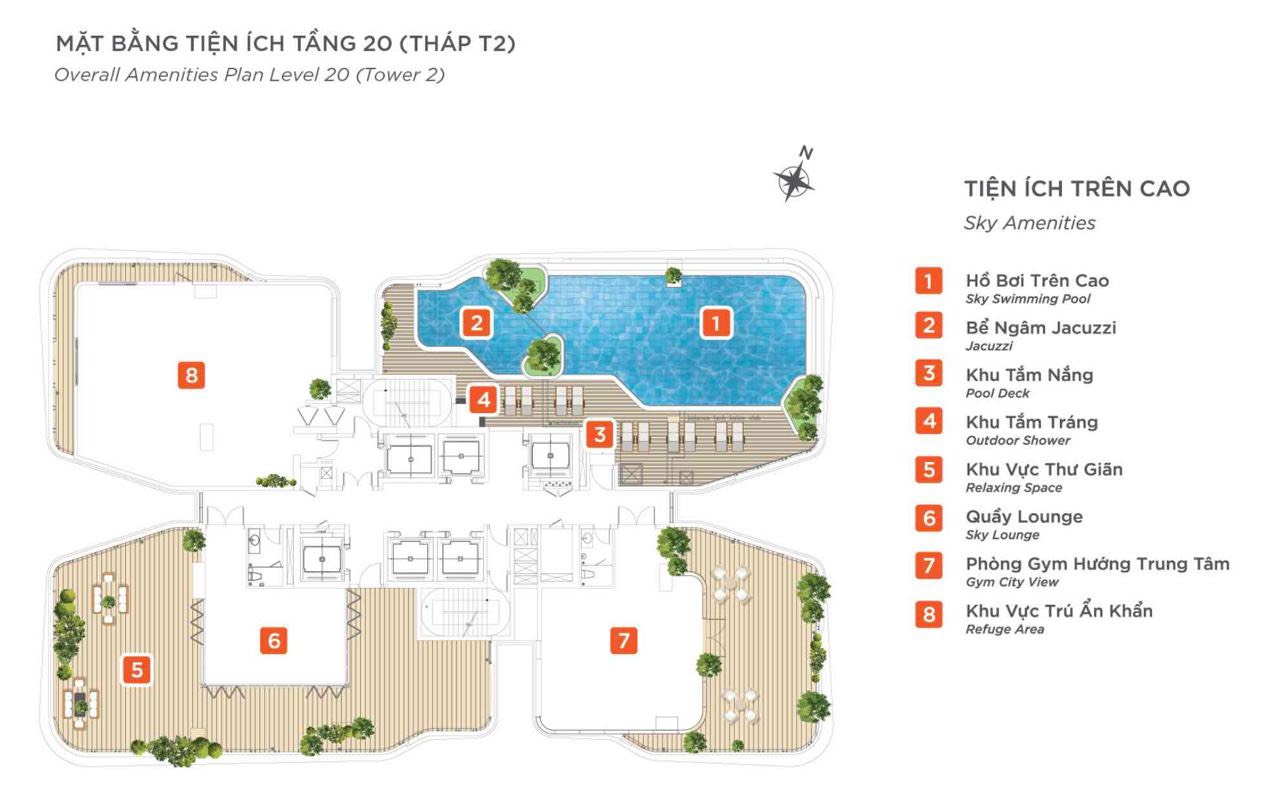 MẶT BẰNG TIỆN ÍCH TẦNG 20 (THÁP T2)
Overall Amenities Plan Level 20 (Tower 2)
N
TIỆN ÍCH TRÊN CAO
Sky Amenities
1 Hồ Bơi Trên Cao
Sky Swimming Pool
2 Bể Ngâm Jacuzzi
Jacuzzi
3 Khu Tắm Nắng
Pool Deck
4 Khu Tắm Tráng
Outdoor Shower
5 Khu Vực Thư Giãn
Relaxing Space
6 Quầy Lounge
Sky Lounge
7 Phòng Gym Hướng Trung Tâm
Gym City View
8 Khu Vực Trú Ẩn Khẩn
Refuge Area
1
2
8
4
3
6
7
5